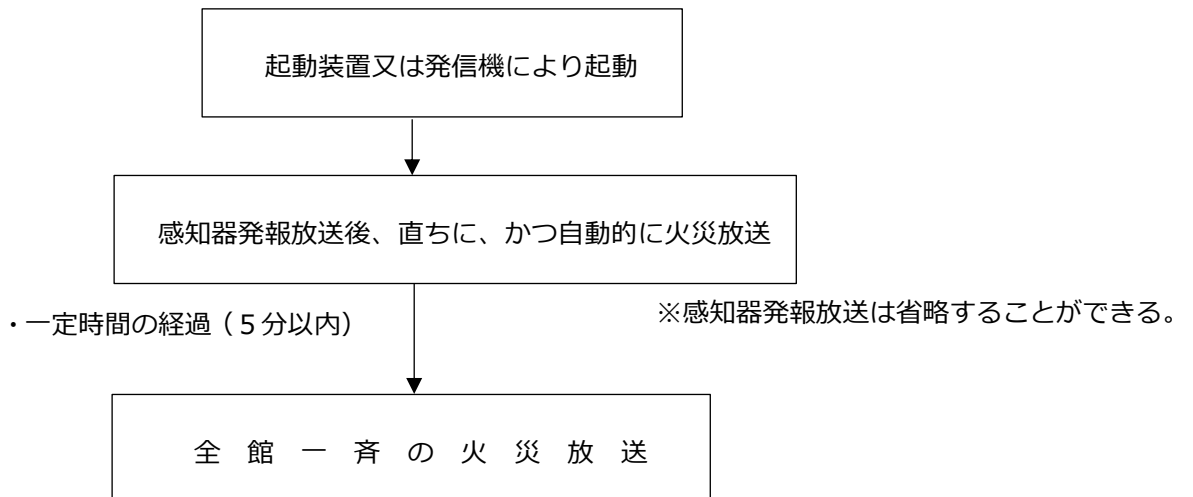 起動装置又は発信機により起動
感知器発報放送後、直ちに、かつ自動的に火災放送
・一定時間の経過(5分以内)
※感知器発報放送は省略することができる。
全館一斉の火災放送